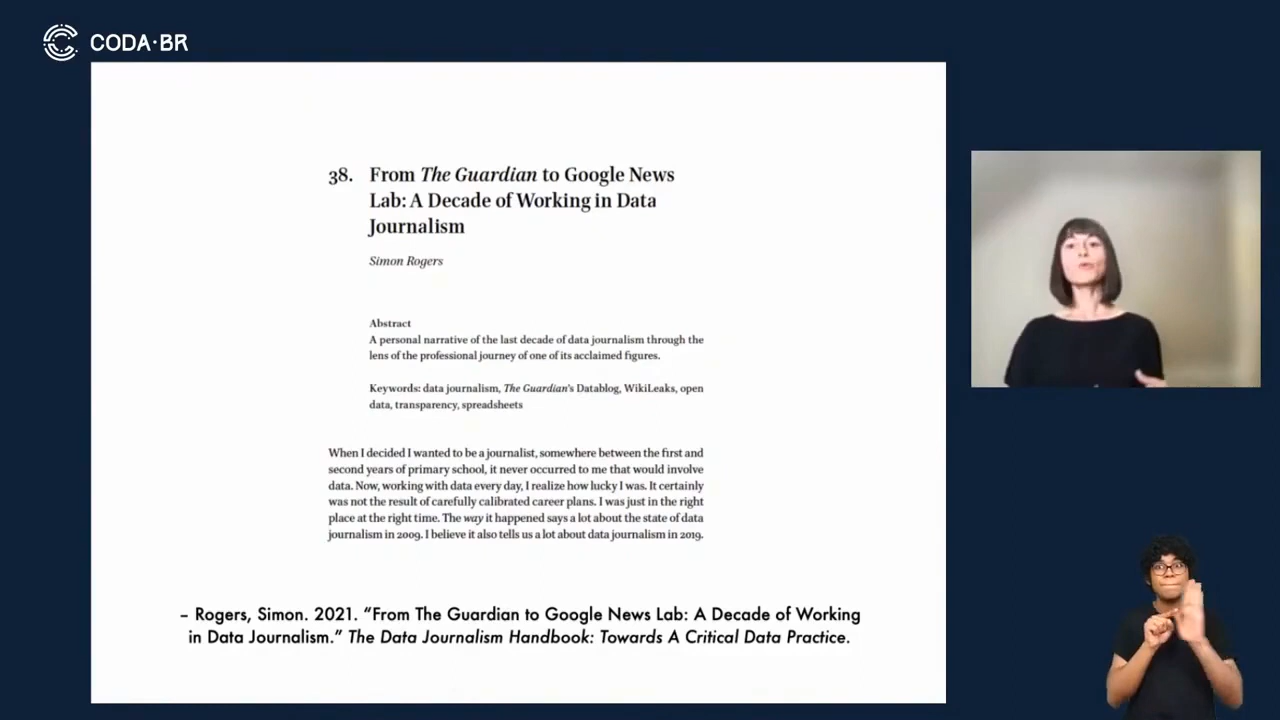 CODA·BR
38. From The Guardian to Google News
Lab: A Decade of Working in Data
Journalism
Simon Rogers
Abstract
A personal narrative of the last decade of data journalism through the
lens of the professional journey of one of its acclaimed figures.
Keywords: data journalism, The Guardian's Datablog, WikiLeaks, open
data, transparency, spreadsheets
When I decided I wanted to be a journalist, somewhere between the first and
second years of primary school, it never occurred to me that would involve
data. Now, working with data every day, I realize how lucky I was. It certainly
was not the result of carefully calibrated career plans. I was just in the right
place at the right time. The way it happened says a lot about the state of data
journalism in 2009. I believe it also tells us a lot about data journalism in 2019.
– Rogers, Simon. 2021. “From The Guardian to Google News Lab: A Decade of Working
in Data Journalism.” The Data Journalism Handbook: Towards A Critical Data Practice.